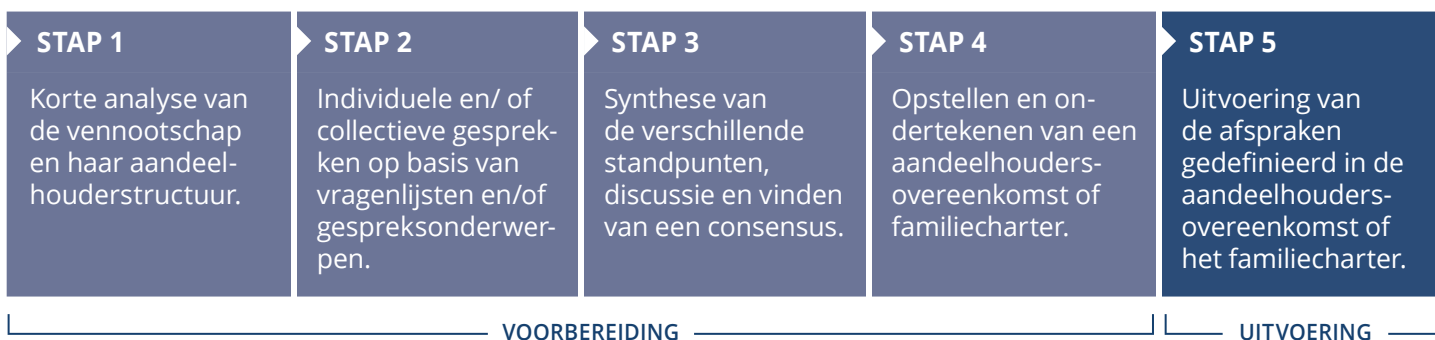 STAP 1
Korte analyse van
de vennootschap
en haar aandeel-
houderstructuur.
STAP 2
Individuele en/ of
collectieve gesprek-
ken op basis van
vragenlijsten en/of
gespreksonderwer-
pen.
STAP 3
Synthese van
de verschillende
standpunten,
discussie en vinden
van een consensus.
STAP 4
Opstellen en on-
dertekenen van een
aandeelhouders-
overeenkomst of
familiecharter.
STAP 5
Uitvoering van
de afspraken
gedefinieerd in de
aandeelhouders-
overeenkomst of
het familiecharter.
VOORBEREIDING
UITVOERING